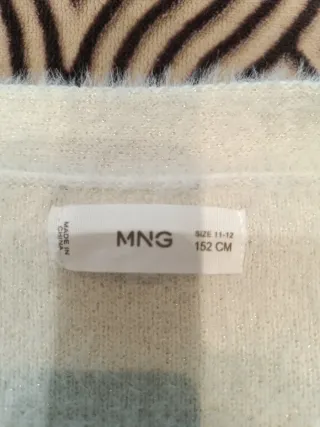 MADE IN
CHINA
MNG
SIZE 11-12
152 CM